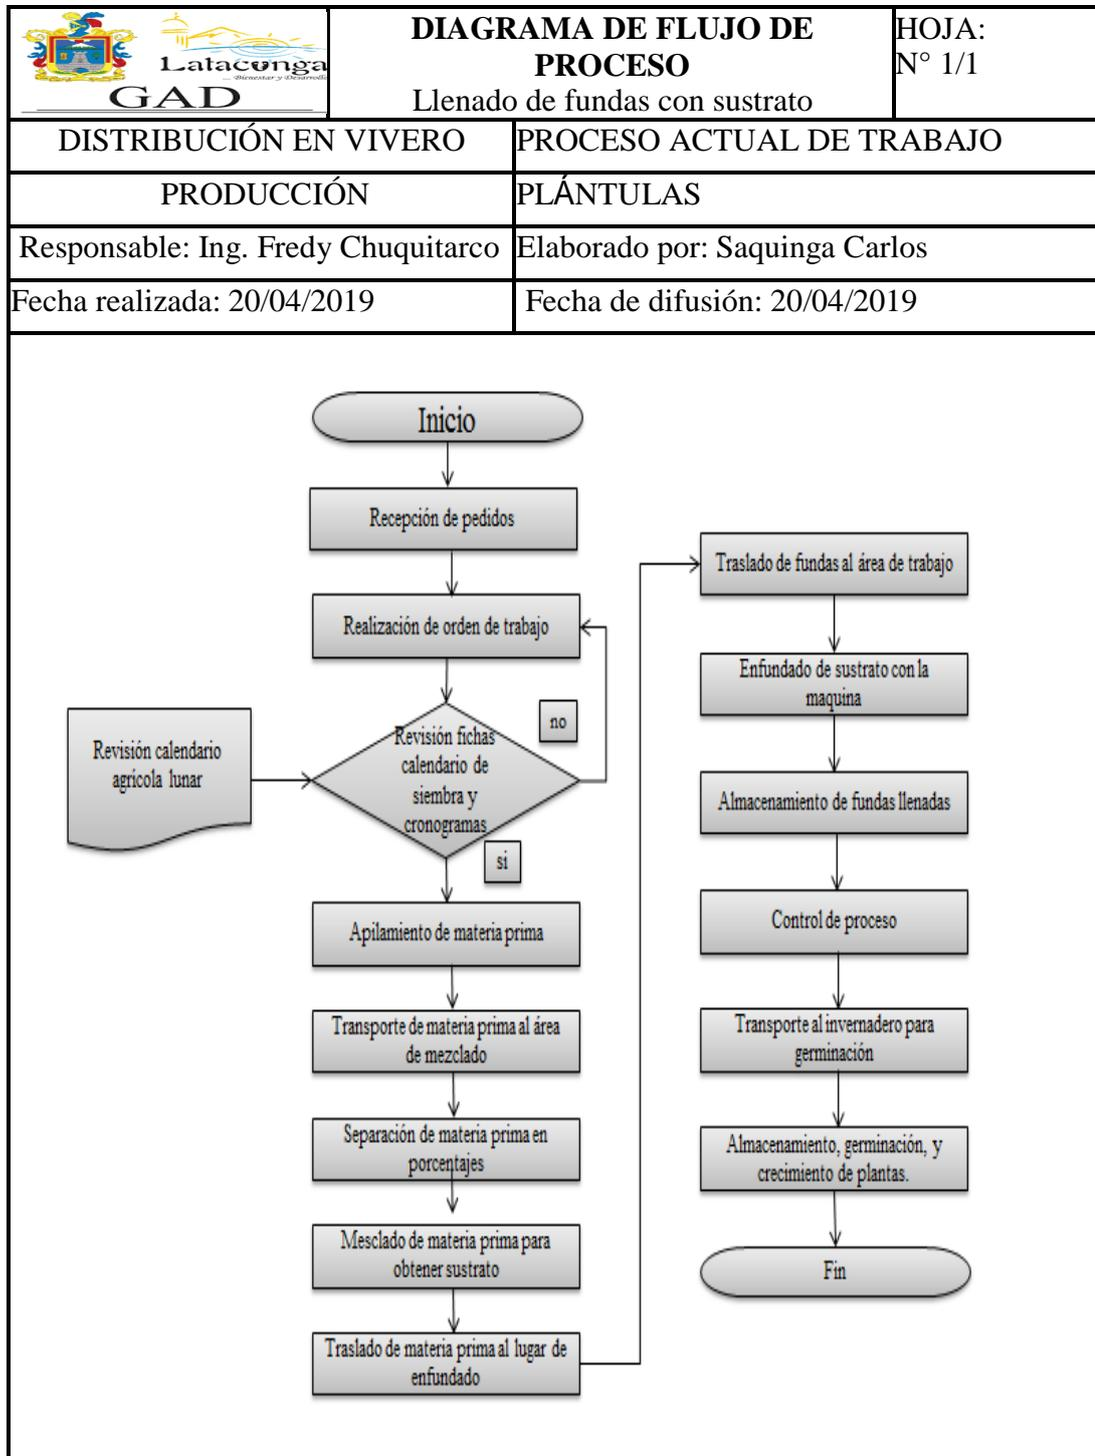 Latacunga
... Bienestar y Desarrollo
GAD
DIAGRAMA DE FLUJO DE
PROCESO
Llenado de fundas con sustrato
HOJA:
N° 1/1
DISTRIBUCIÓN EN VIVERO
PROCESO ACTUAL DE TRABAJO
PRODUCCIÓN
PLÁNTULAS
Responsable: Ing. Fredy Chuquitarco
Elaborado por: Saquinga Carlos
Fecha realizada: 20/04/2019
Fecha de difusión: 20/04/2019
Inicio
Recepción de pedidos
Realización de orden de trabajo
Revisión calendario
agrícola lunar
Revisión fichas
calendario de
siembra y
cronogramas
no
si
Apilamiento de materia prima
Transporte de materia prima al área
de mezclado
Separación de materia prima en
porcentajes
Mesclado de materia prima para
obtener sustrato
Traslado de materia prima al lugar de
enfundado
Traslado de fundas al área de trabajo
Enfundado de sustrato con la
maquina
Almacenamiento de fundas llenadas
Control de proceso
Transporte al invernadero para
germinación
Almacenamiento, germinación, y
crecimiento de plantas.
Fin